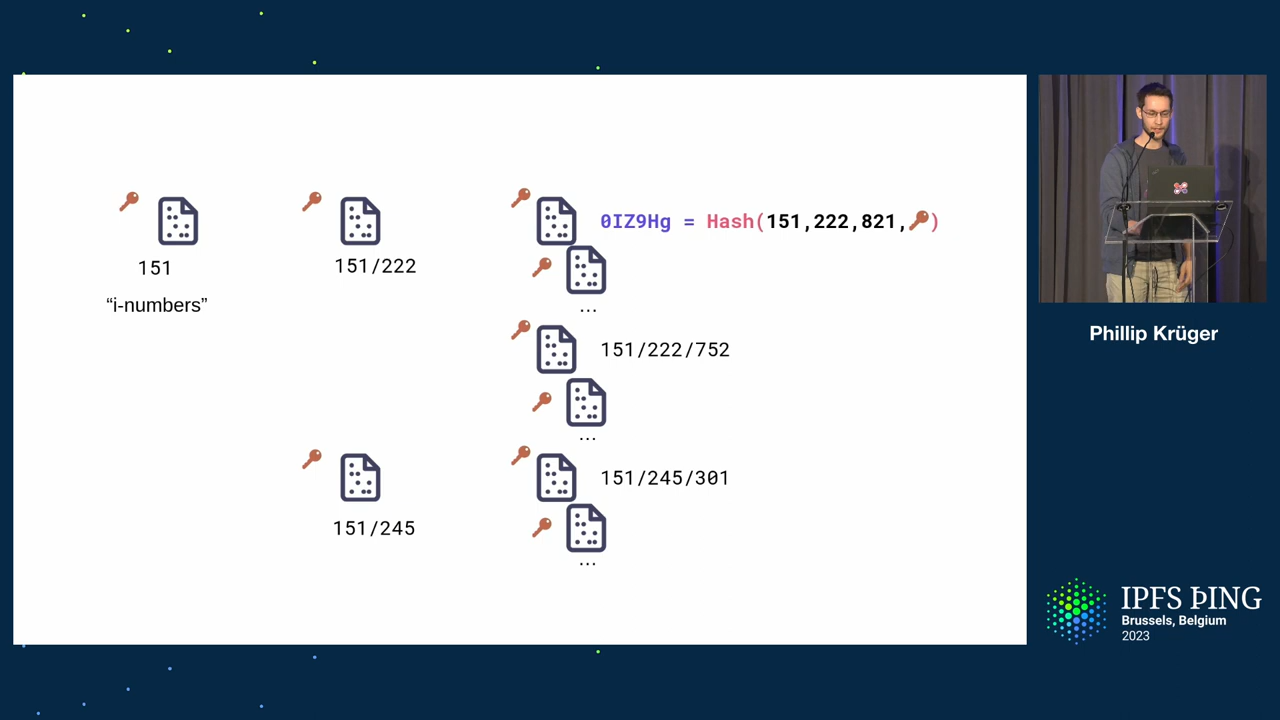 0IZ9Hg = Hash(151,222,821,)
151
151/222
“i-numbers”
...
151/222/752
...
151/245/301
151/245
...
Phillip Krüger
IPFS ÞING
Brussels, Belgium
2023